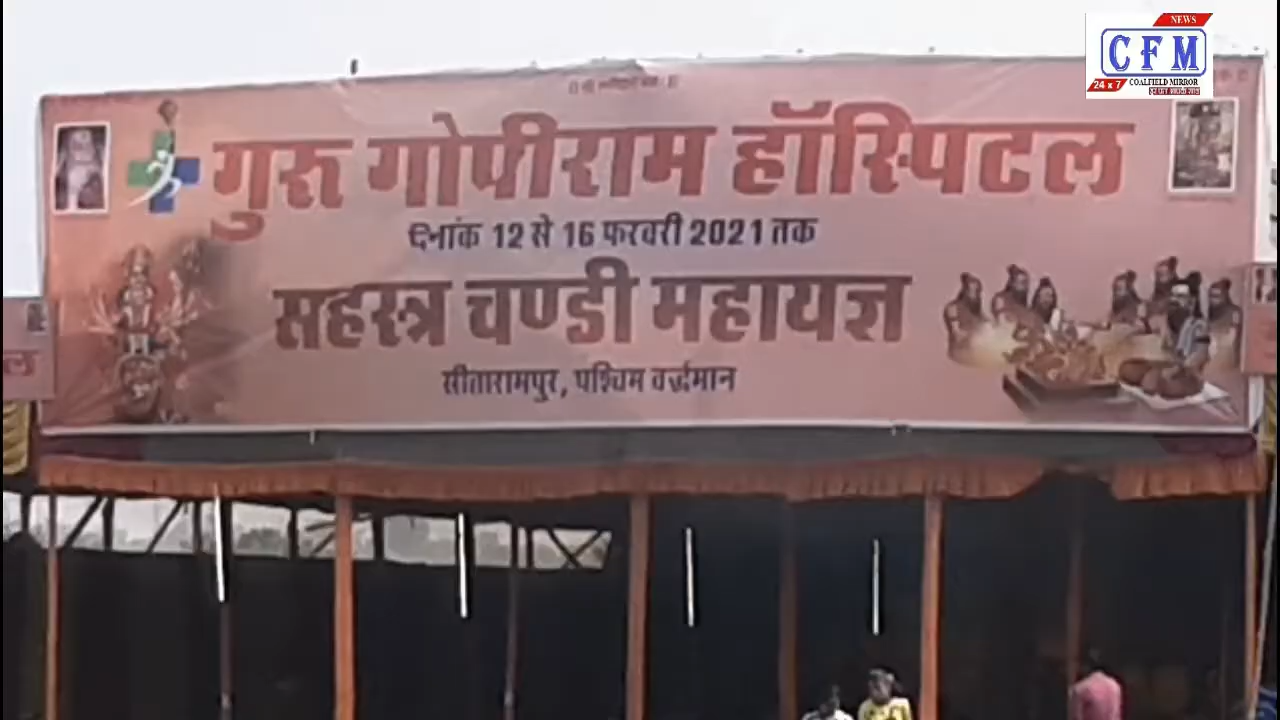 NEWS
CFM
24 x 7
COALFIELD MIRROR
गुरू गोपीराम हॉस्पिटल
दिनांक 12 से 16 फरवरी 2021 तक
सहस्त्र चण्डी महायज्ञ
सीतारामपुर, पश्चिम वर्द्धमान